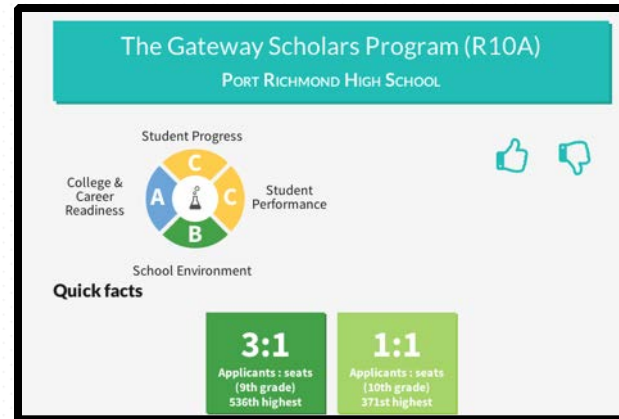 The Gateway Scholars Program (R10A)
Port Richmond High School
Student Progress
C
College &
Career
Readiness
A
C
Student
Performance
B
School Environment
Quick facts
3:1
Applicants : seats
(9th grade)
536th highest
1:1
Applicants : seats
(10th grade)
371st highest